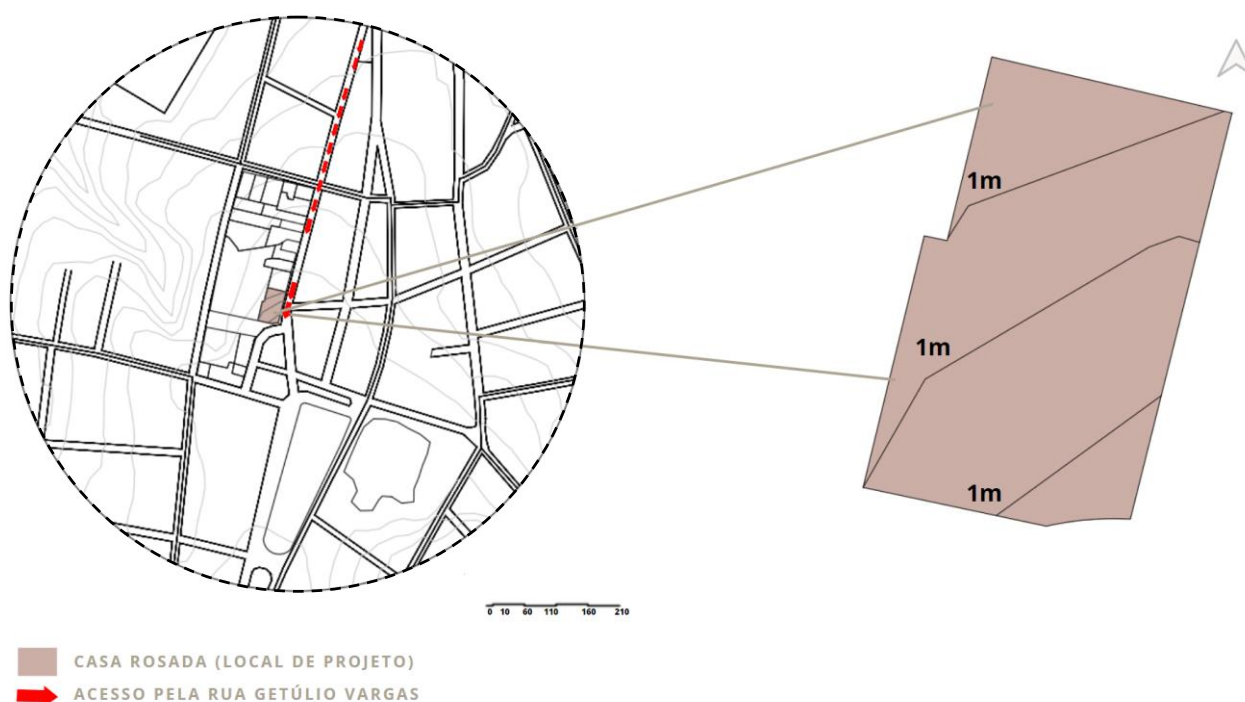 1m
1m
1m
0 10 60 110 160 210
CASA ROSADA (LOCAL DE PROJETO)
ACESSO PELA RUA GETÚLIO VARGAS